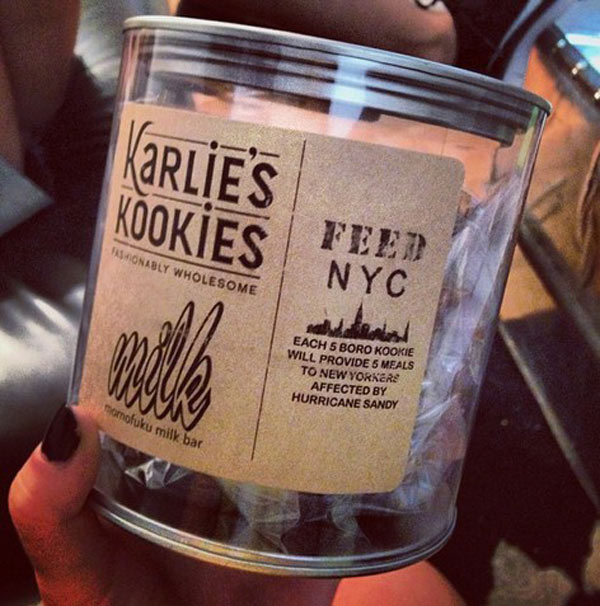 KARLIE'S
KOOKIES
FASHIONABLY WHOLESOME
milk
momofuku milk bar
FEED
NYC
EACH 5 BORO KOOKIE
WILL PROVIDE 5 MEALS
TO NEW YORKERS
AFFECTED BY
HURRICANE SANDY